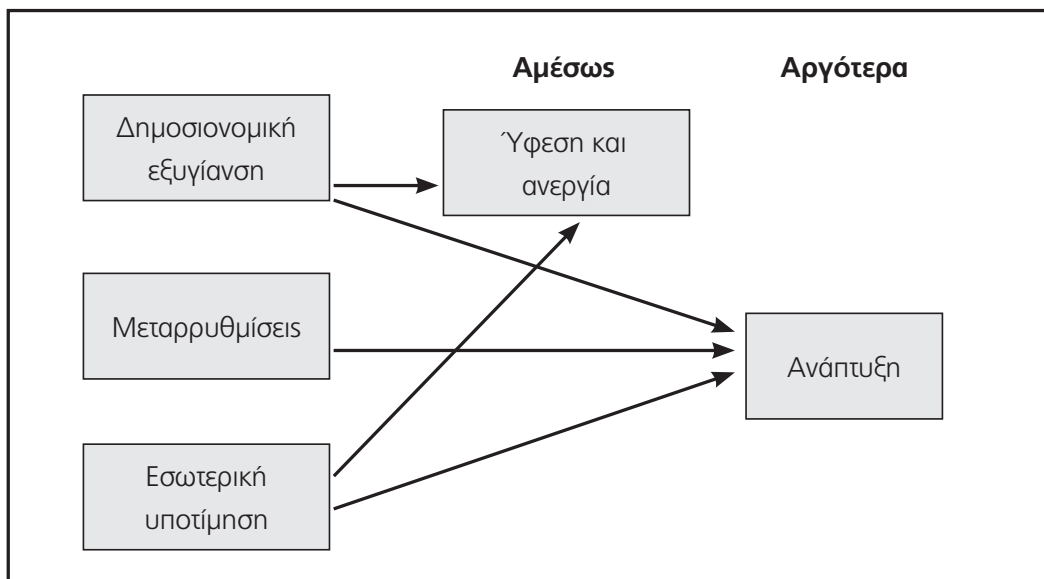 Αμέσως
Αργότερα
Δημοσιονομική
εξυγίανση
Ύφεση και
ανεργία
Μεταρρυθμίσεις
Ανάπτυξη
Εσωτερική
υποτίμηση